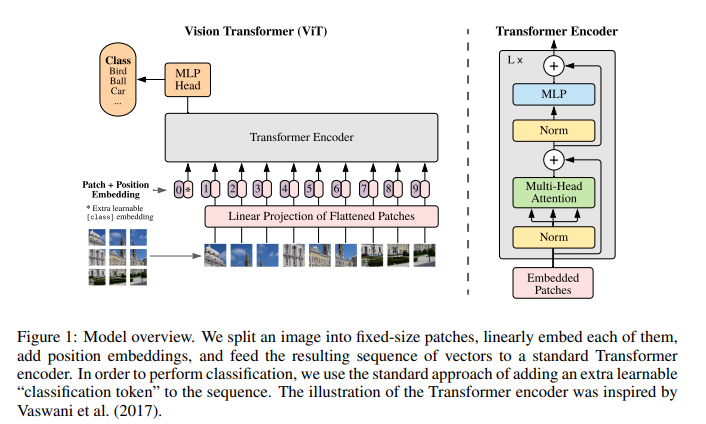 Vision Transformer (ViT)
Transformer Encoder
Class
Bird
Ball
Car
...
MLP
Head
Transformer Encoder
Patch + Position
Embedding
* Extra learnable
[class] embedding
0 * 1 2 3 4 5 6 7 8 9
Linear Projection of Flattened Patches
L x
+
MLP
Norm
+
Multi-Head
Attention
Norm
Embedded
Patches
Figure 1: Model overview. We split an image into fixed-size patches, linearly embed each of them,
add position embeddings, and feed the resulting sequence of vectors to a standard Transformer
encoder. In order to perform classification, we use the standard approach of adding an extra learnable
“classification token” to the sequence. The illustration of the Transformer encoder was inspired by
Vaswani et al. (2017).